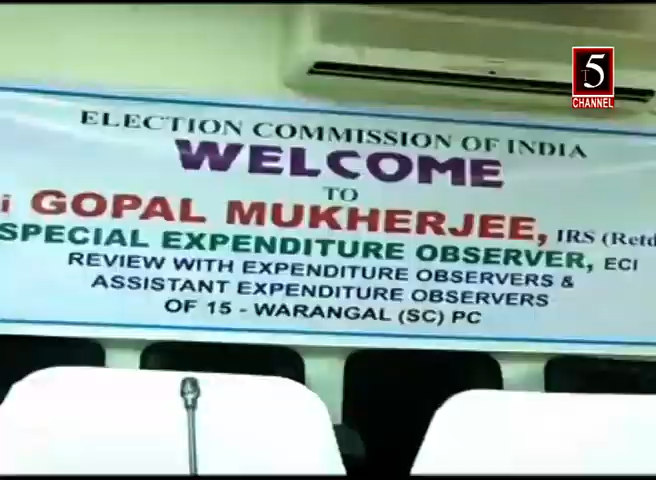 T5
CHANNEL
ELECTION COMMISSION OF INDIA
WELCOME
TO
i GOPAL MUKHERJEE, IRS (Retd
SPECIAL EXPENDITURE OBSERVER, ECI
REVIEW WITH EXPENDITURE OBSERVERS &
ASSISTANT EXPENDITURE OBSERVERS
OF 15 - WARANGAL (SC) PC